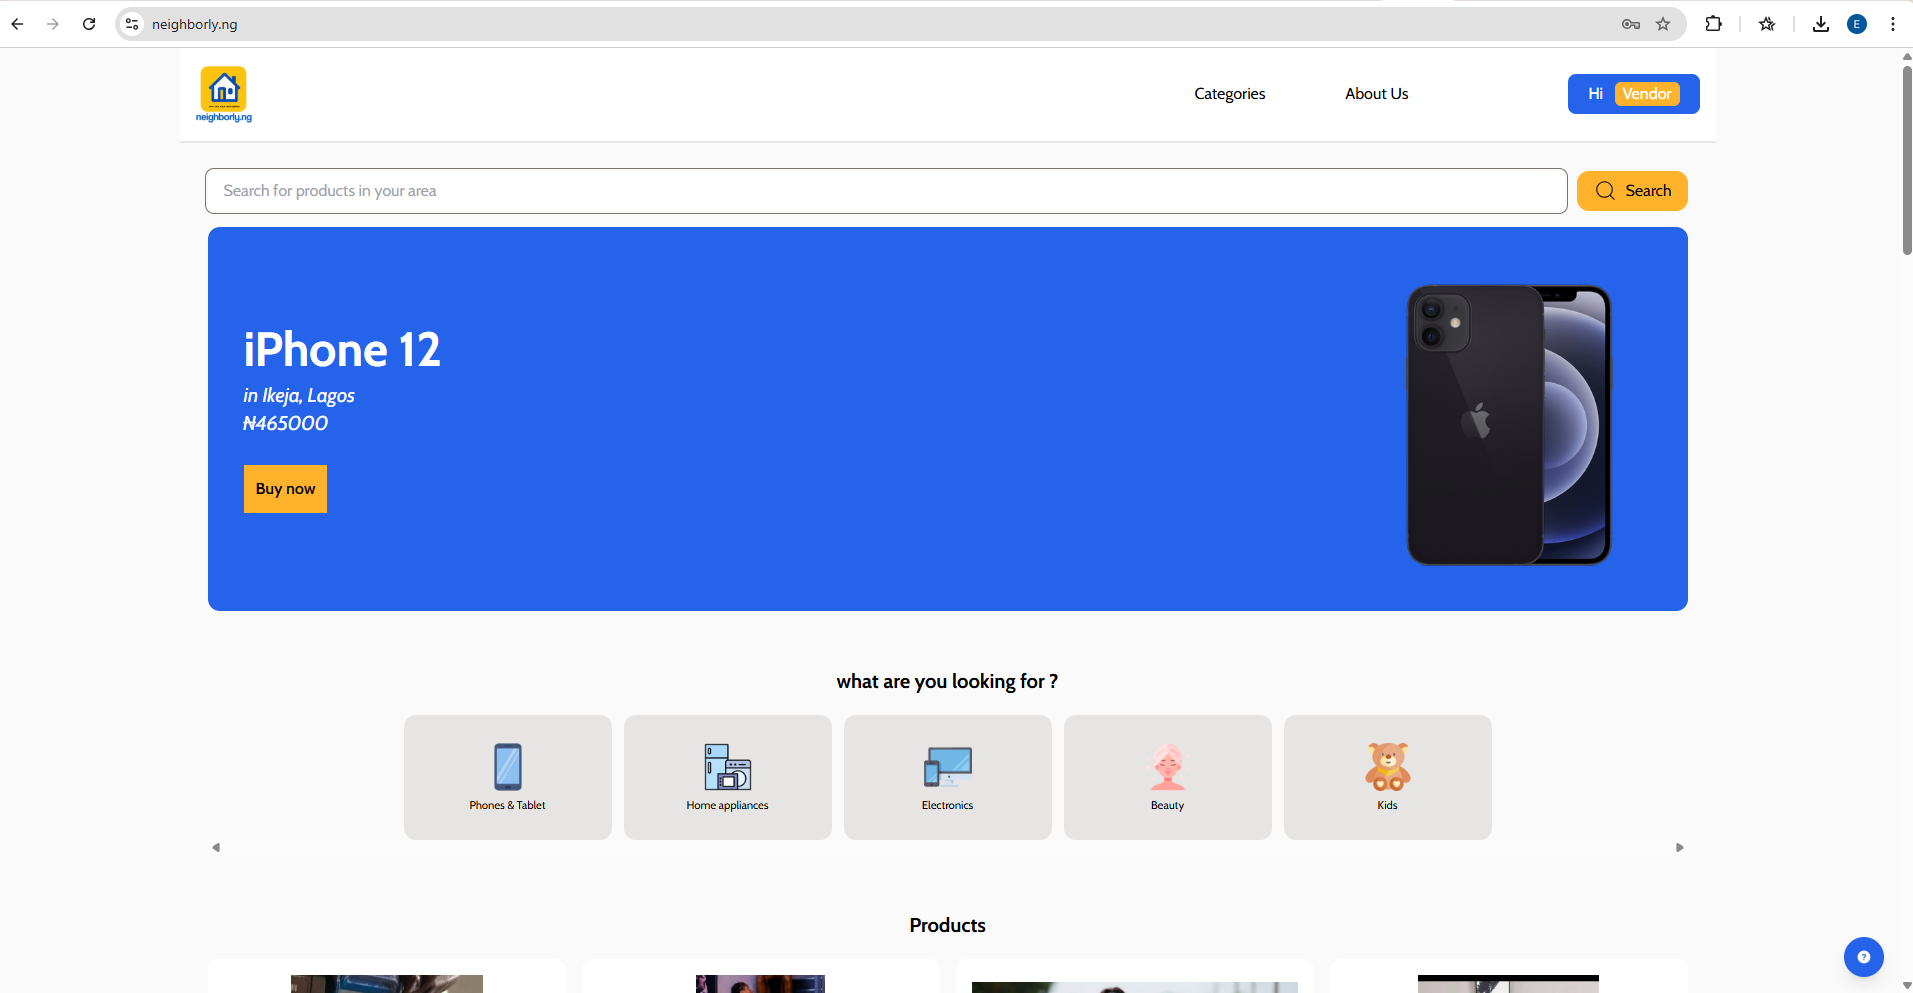 neighborly.ng
neighborly.ng
Categories
About Us
Hi Vendor
E
Search for products in your area
Search
iPhone 12
in Ikeja, Lagos
₦465000
Buy now
what are you looking for ?
Phones & Tablet
Home appliances
Electronics
Beauty
Kids
Products